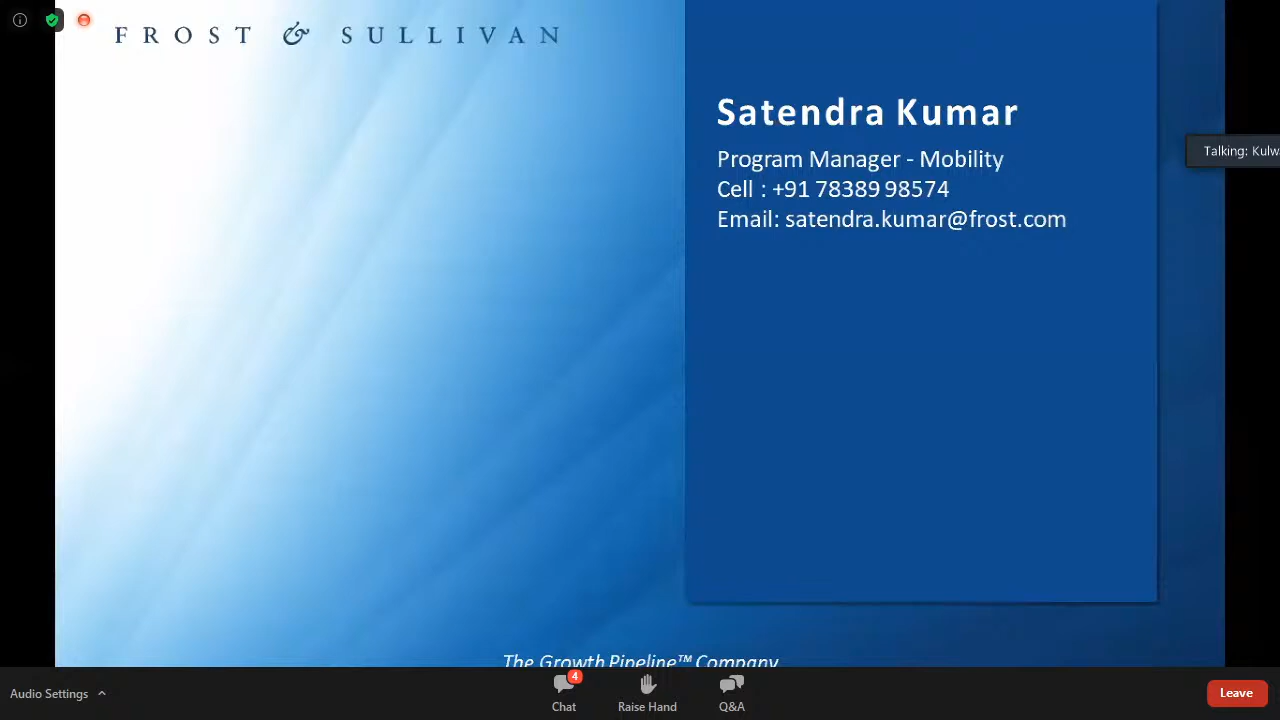 FROST & SULLIVAN
Satendra Kumar
Program Manager - Mobility
Cell : +91 78389 98574
Email: satendra.kumar@frost.com
Talking: Kulw
The Growth Pipeline™ Company
Audio Settings
4
Chat
Raise Hand
Q&A
Leave